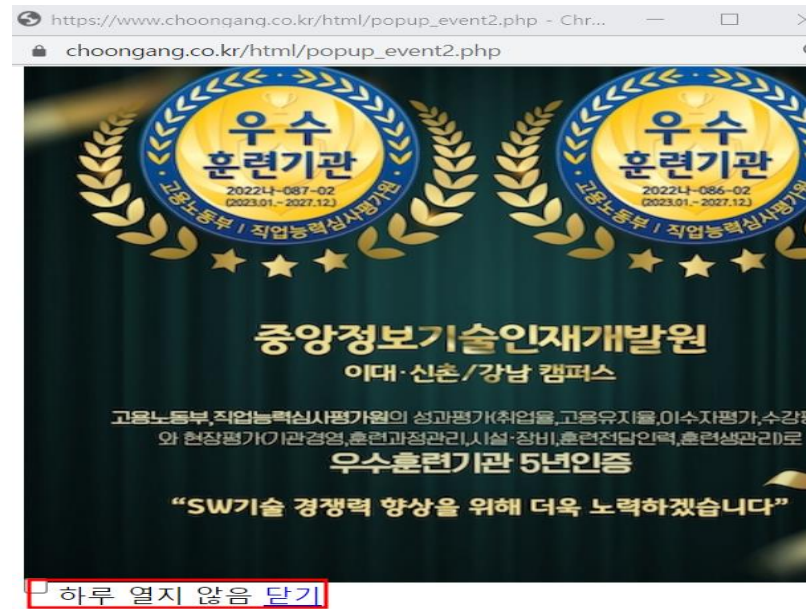 https://www.choongang.co.kr/html/popup_event2.php - Chr...
choongang.co.kr/html/popup_event2.php
우수
훈련기관
2022나-087-02
(2023.01.~2027.12.)
고용노동부 | 직업능력심사평가원
우수
훈련기관
2022나-086-02
(2023.01.~2027.12.)
고용노동부 | 직업능력심사평가원
중앙정보기술인재개발원
이대·신촌/강남 캠퍼스
고용노동부,직업능력심사평가원의 성과평가(취업율,고용유지율,이수자평가,수강
와 현장평가(기관경영,훈련과정관리,시설·장비,훈련전담인력,훈련생관리)로
우수훈련기관 5년인증
“SW기술 경쟁력 향상을 위해 더욱 노력하겠습니다”
하루 열지 않음 닫기